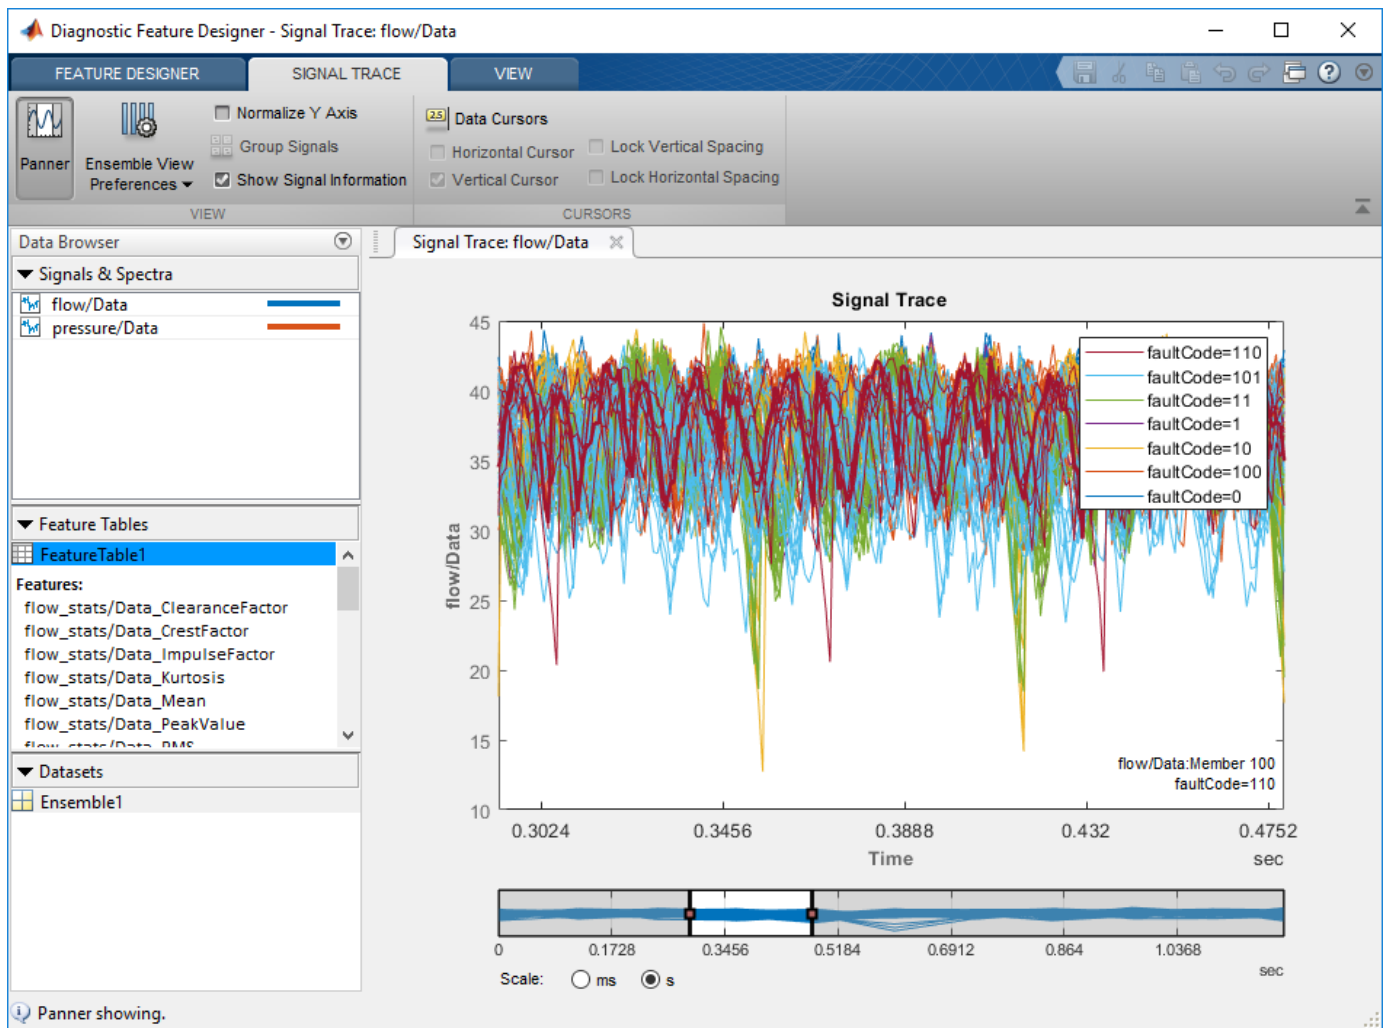 Diagnostic Feature Designer - Signal Trace: flow/Data
FEATURE DESIGNER
SIGNAL TRACE
VIEW
Panner
Ensemble View
Preferences
Normalize Y Axis
Group Signals
Show Signal Information
VIEW
2.5
Data Cursors
Horizontal Cursor
Vertical Cursor
Lock Vertical Spacing
Lock Horizontal Spacing
CURSORS
Data Browser
Signals & Spectra
flow/Data
pressure/Data
Feature Tables
FeatureTable1
Features:
flow_stats/Data_ClearanceFactor
flow_stats/Data_CrestFactor
flow_stats/Data_ImpulseFactor
flow_stats/Data_Kurtosis
flow_stats/Data_Mean
flow_stats/Data_PeakValue
flow_stats/Data_RMS
Datasets
Ensemble1
Signal Trace: flow/Data
Signal Trace
45
40
35
30
25
20
15
10
flow/Data
faultCode=110
faultCode=101
faultCode=11
faultCode=1
faultCode=10
faultCode=100
faultCode=0
flow/Data:Member 100
faultCode=110
0.3024
0.3456
0.3888
0.432
0.4752
Time
sec
0
0.1728
0.3456
0.5184
0.6912
0.864
1.0368
sec
Scale:
ms
s
Panner showing.